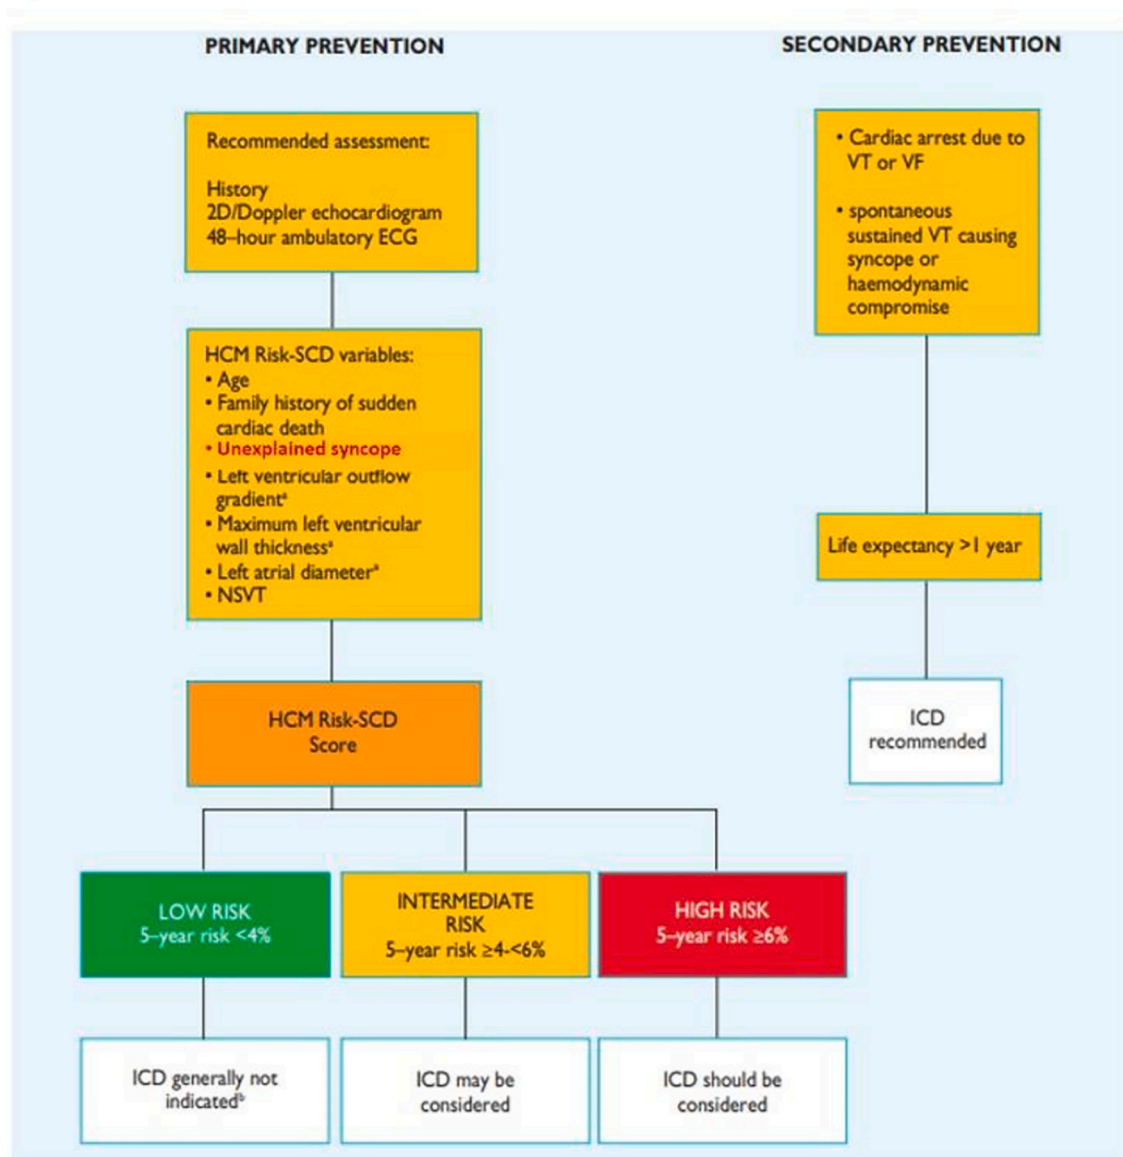 PRIMARY PREVENTION
Recommended assessment:
History
2D/Doppler echocardiogram
48–hour ambulatory ECG
HCM Risk-SCD variables:
• Age
• Family history of sudden
cardiac death
• Unexplained syncope
• Left ventricular outflow
gradientᵃ
• Maximum left ventricular
wall thicknessᵃ
• Left atrial diameterᵃ
• NSVT
HCM Risk-SCD
Score
LOW RISK
5–year risk <4%
INTERMEDIATE
RISK
5–year risk ≥4-<6%
HIGH RISK
5–year risk ≥6%
ICD generally not
indicatedᵇ
ICD may be
considered
ICD should be
considered
SECONDARY PREVENTION
• Cardiac arrest due to
VT or VF
• spontaneous
sustained VT causing
syncope or
haemodynamic
compromise
Life expectancy >1 year
ICD
recommended